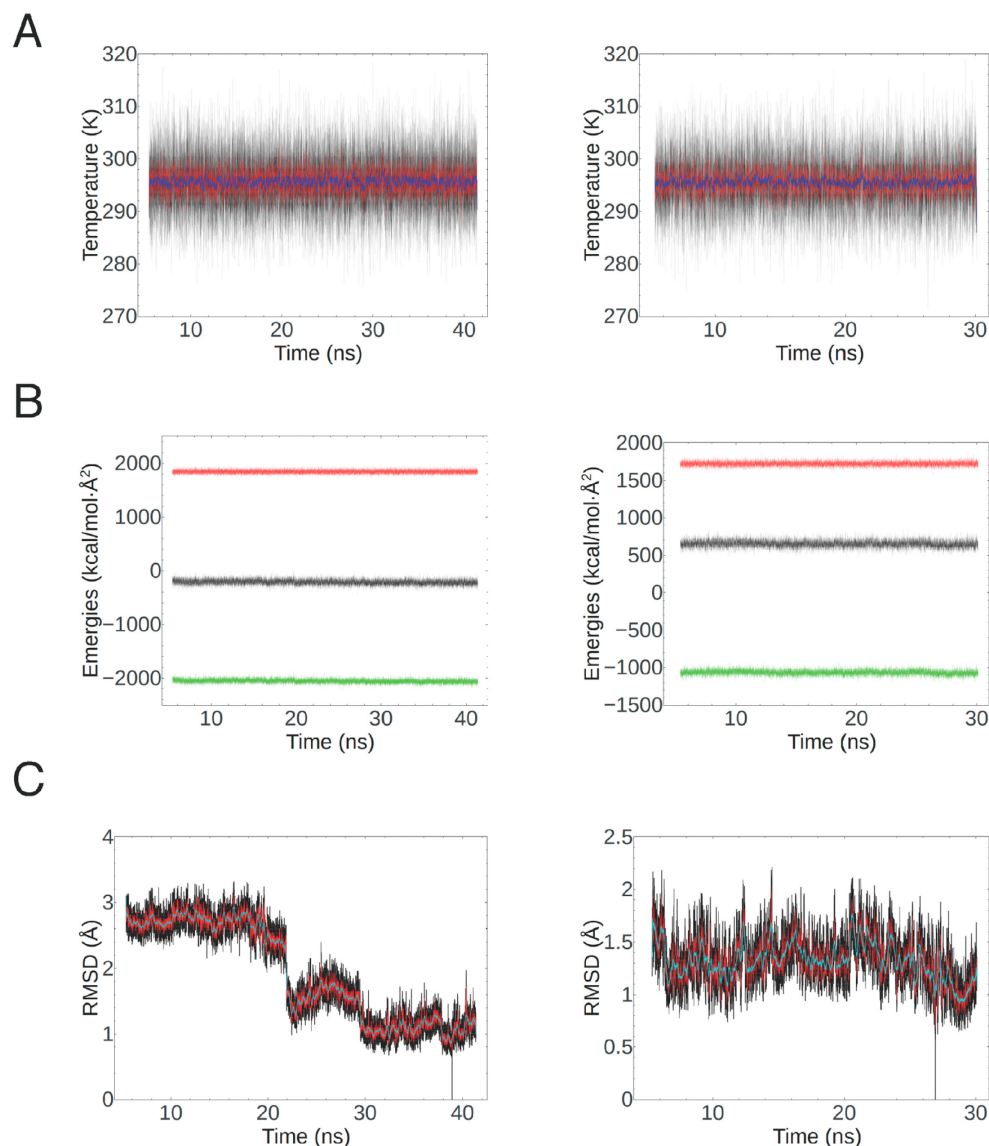 A
320
310
300
290
280
270
Temperature (K)
10 20 30 40
Time (ns)
320
310
300
290
280
270
Temperature (K)
10 20 30
Time (ns)
B
2000
1000
0
−1000
−2000
Emergies (kcal/mol·Å²)
10 20 30 40
Time (ns)
2000
1500
1000
500
0
−500
−1000
−1500
Emergies (kcal/mol·Å²)
10 20 30
Time (ns)
C
4
3
2
1
0
RMSD (Å)
10 20 30 40
Time (ns)
2.5
2
1.5
1
0.5
0
RMSD (Å)
10 20 30
Time (ns)